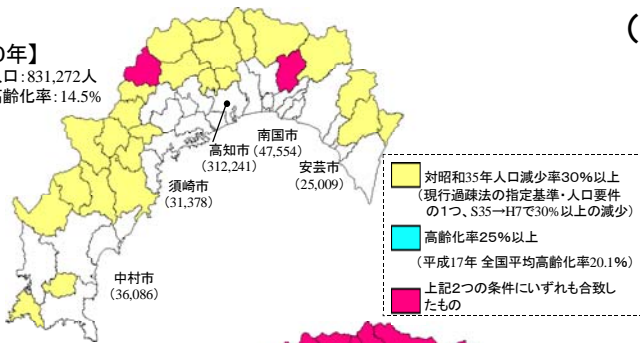 0年】
人口：831,272人
高齢化率：14.5%
(
南国市
(47,554)
高知市
(312,241)
安芸市
(25,009)
須崎市
(31,378)
中村市
(36,086)
対昭和35年人口減少率30%以上
(現行過疎法の指定基準・人口要件
の1つ、S35→H7で30%以上の減少)
高齢化率25%以上
(平成17年 全国平均高齢化率20.1%)
上記2つの条件にいずれも合致し
たもの